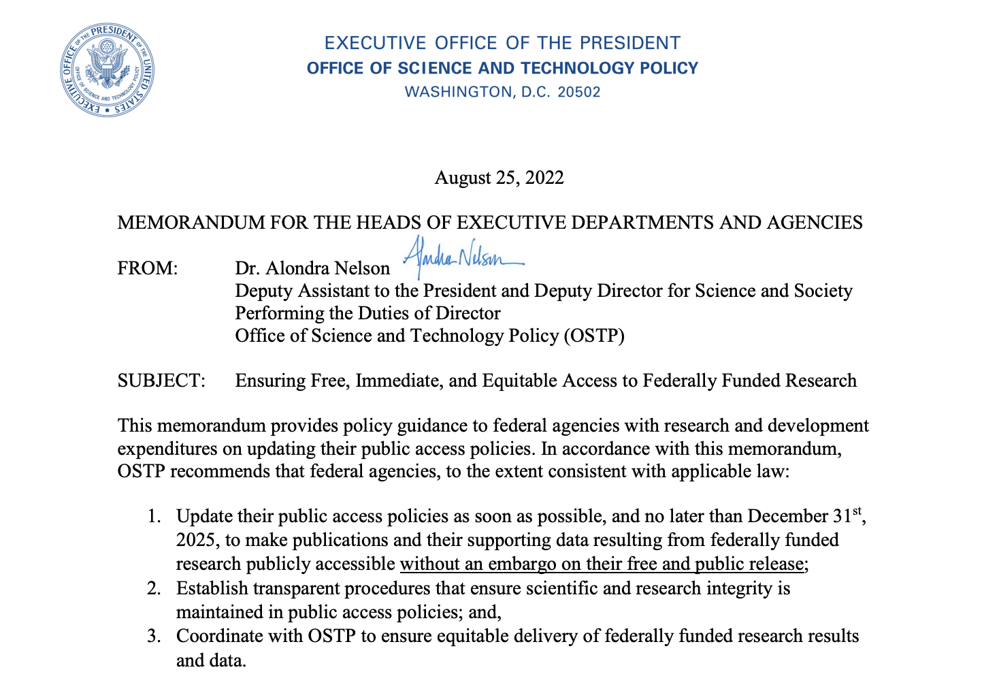 EXECUTIVE OFFICE OF THE PRESIDENT OF THE UNITED STATES
OFFICE OF SCIENCE AND TECHNOLOGY POLICY
EXECUTIVE OFFICE OF THE PRESIDENT
OFFICE OF SCIENCE AND TECHNOLOGY POLICY
WASHINGTON, D.C. 20502
August 25, 2022
MEMORANDUM FOR THE HEADS OF EXECUTIVE DEPARTMENTS AND AGENCIES
FROM: Dr. Alondra Nelson Alondra Nelson
Deputy Assistant to the President and Deputy Director for Science and Society
Performing the Duties of Director
Office of Science and Technology Policy (OSTP)
SUBJECT: Ensuring Free, Immediate, and Equitable Access to Federally Funded Research
This memorandum provides policy guidance to federal agencies with research and development
expenditures on updating their public access policies. In accordance with this memorandum,
OSTP recommends that federal agencies, to the extent consistent with applicable law:
1. Update their public access policies as soon as possible, and no later than December 31st,
2025, to make publications and their supporting data resulting from federally funded
research publicly accessible without an embargo on their free and public release;
2. Establish transparent procedures that ensure scientific and research integrity is
maintained in public access policies; and,
3. Coordinate with OSTP to ensure equitable delivery of federally funded research results
and data.